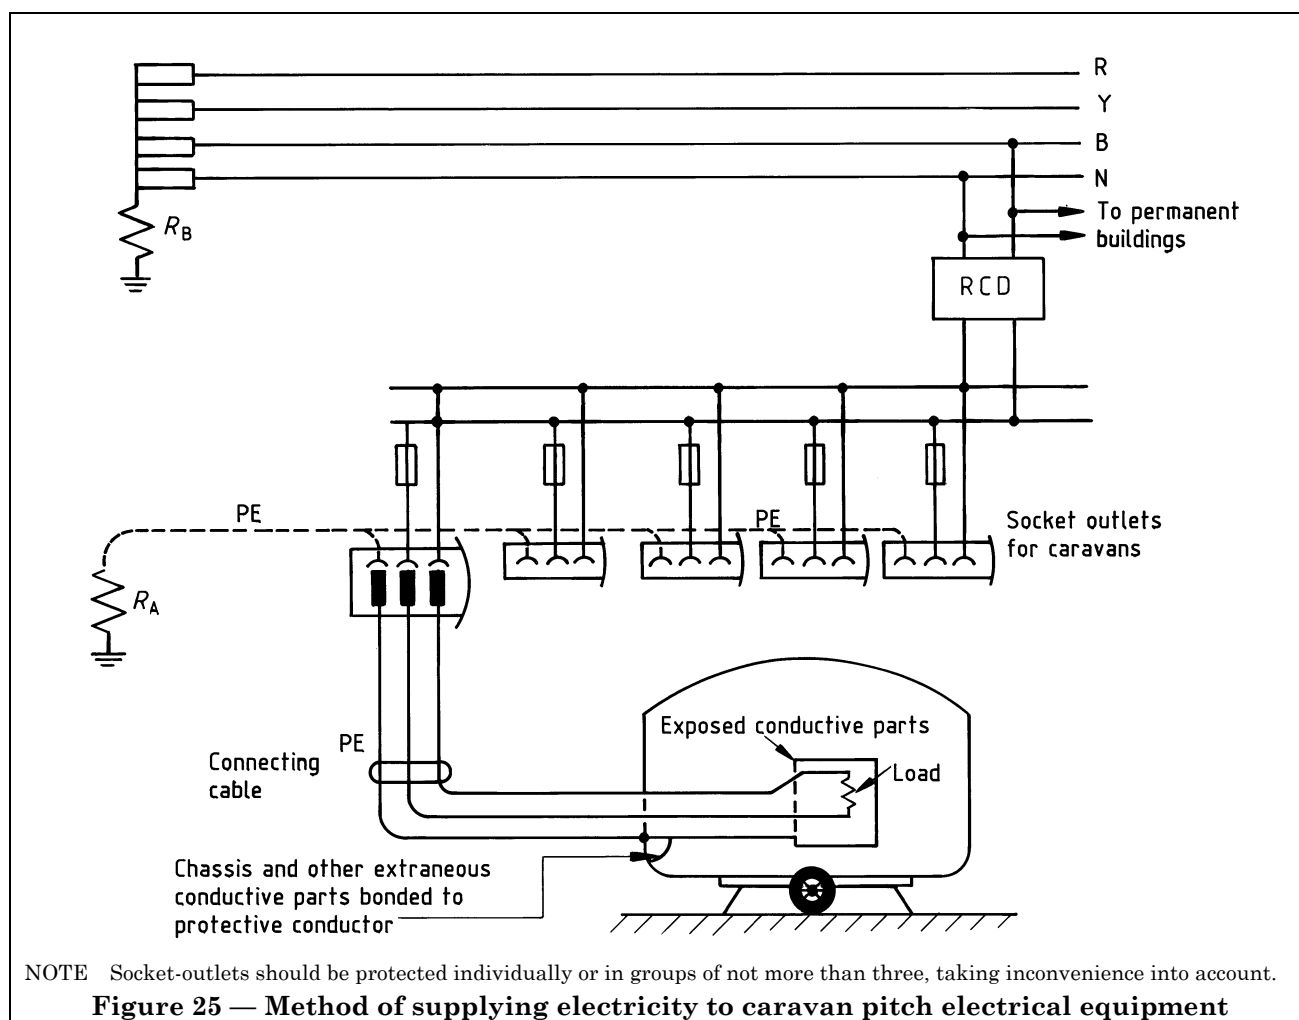 R
Y
B
N
To permanent
buildings
R_B
RCD
PE
PE
Socket outlets
for caravans
R_A
Exposed conductive parts
PE
Connecting
cable
Load
Chassis and other extraneous
conductive parts bonded to
protective conductor
NOTE Socket-outlets should be protected individually or in groups of not more than three, taking inconvenience into account.
Figure 25 — Method of supplying electricity to caravan pitch electrical equipment